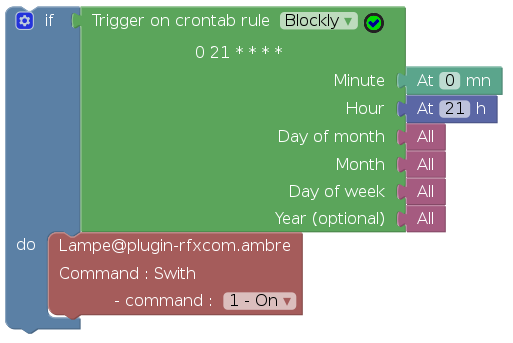 if Trigger on crontab rule Blockly ▾
0 21 * * * *
Minute At 0 mn
Hour At 21 h
Day of month All
Month All
Day of week All
Year (optional) All
do Lampe@plugin-rfxcom.ambre
Command : Swith
- command : 1 - On ▾